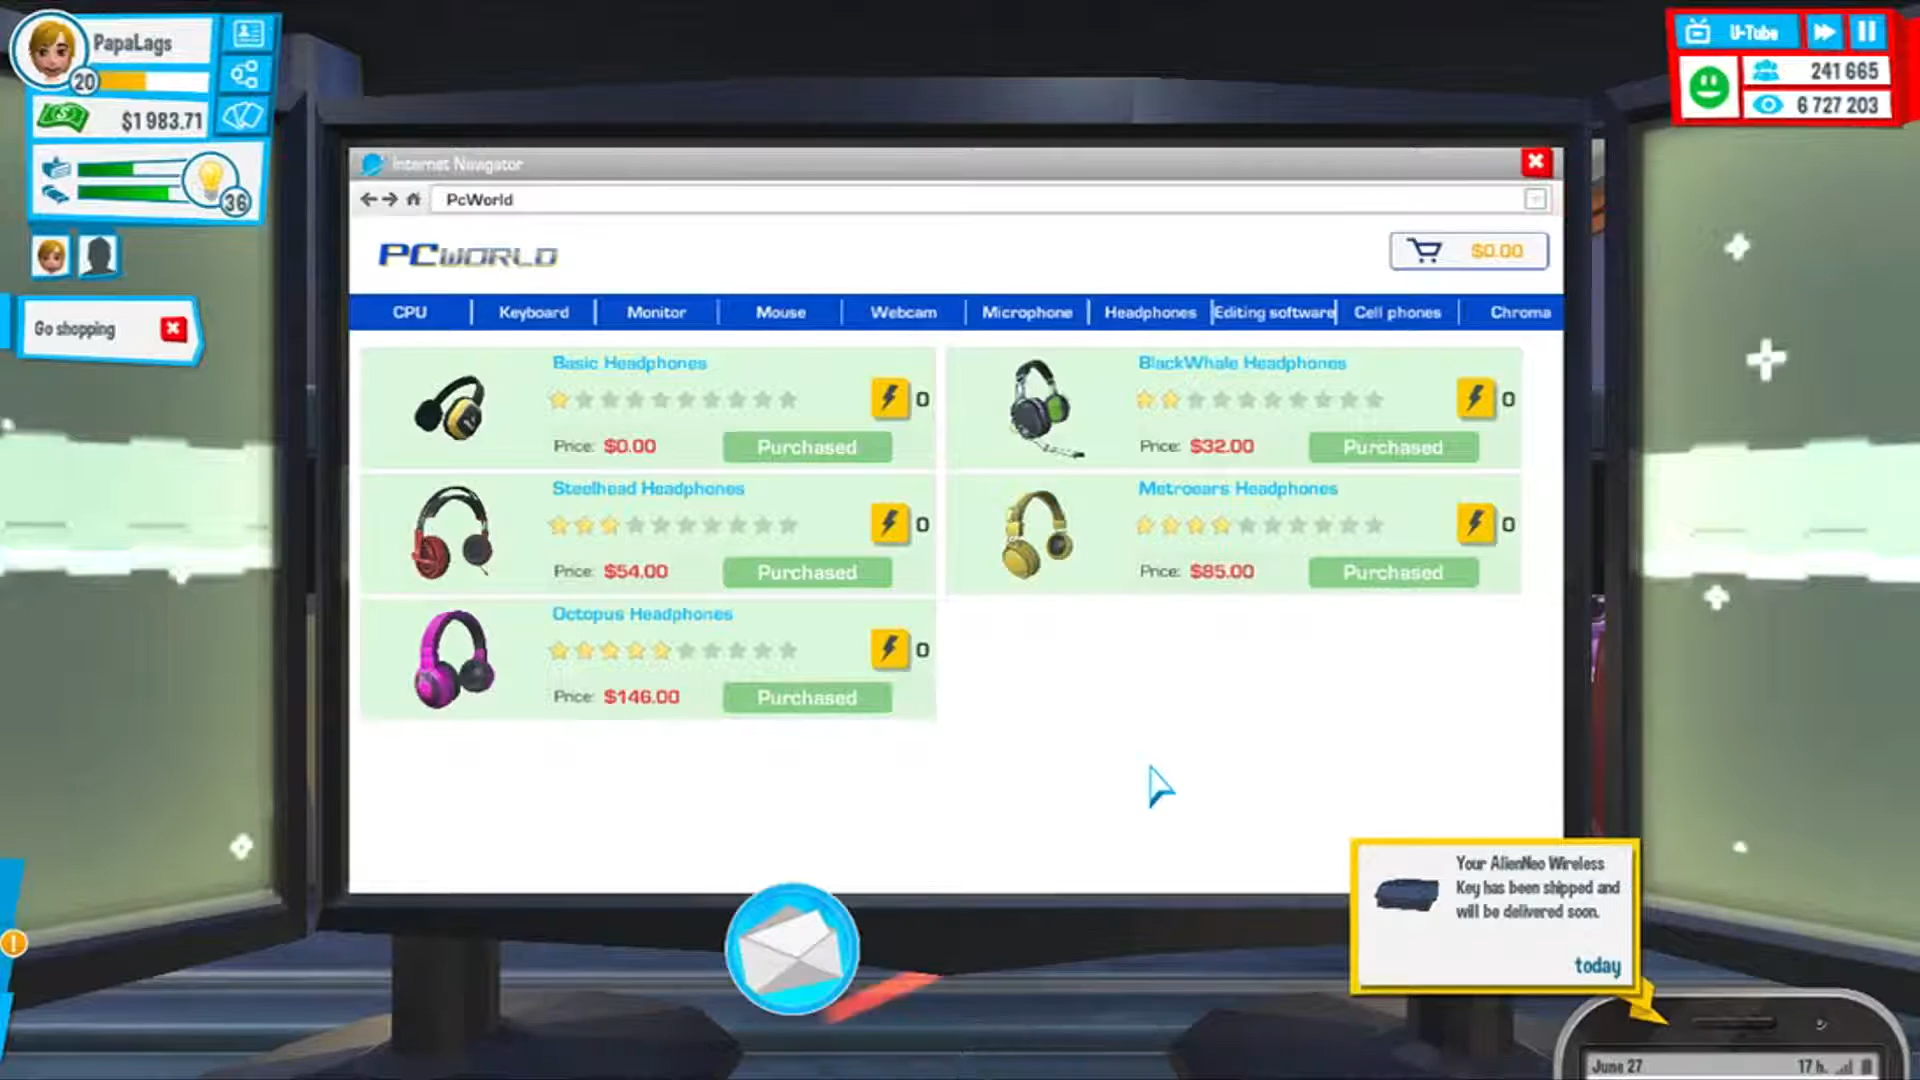 PapaLags
20
$1 983.71
36
Go shopping
U-Tube
241 665
6 727 203
Internet Navigator
PcWorld
PCWORLD
$0.00
CPU
Keyboard
Monitor
Mouse
Webcam
Microphone
Headphones
Editing software
Cell phones
Chroma
Basic Headphones
0
Price: $0.00
Purchased
BlackWhale Headphones
0
Price: $32.00
Purchased
Steelhead Headphones
0
Price: $54.00
Purchased
Metroears Headphones
0
Price: $85.00
Purchased
Octopus Headphones
0
Price: $146.00
Purchased
Your AlienNeo Wireless
Key has been shipped and
will be delivered soon.
today
June 27
17 h.